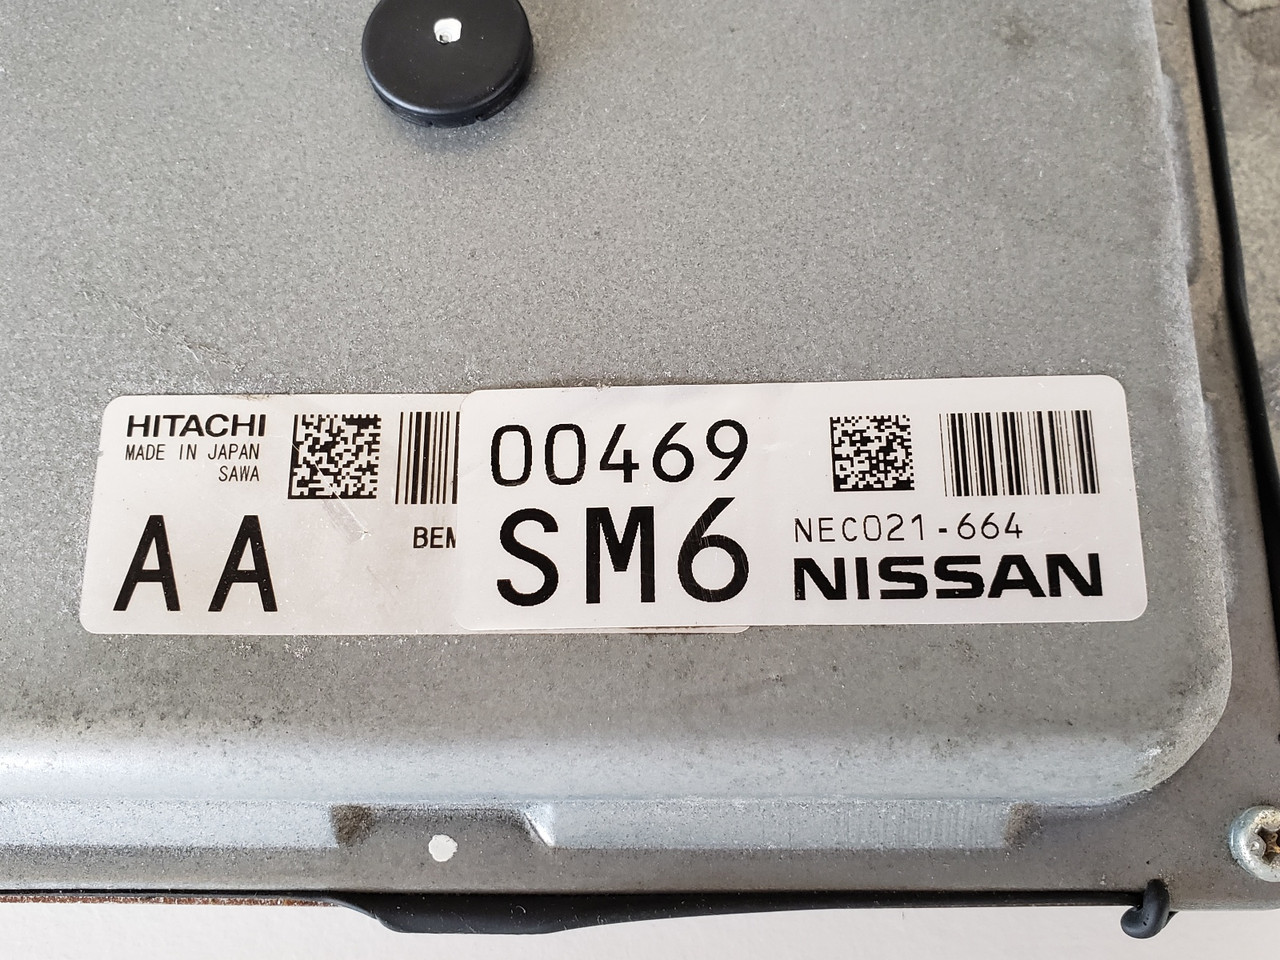 HITACHI
MADE IN JAPAN
SAWA
AA
BEM
00469
SM6
NEC021-664
NISSAN